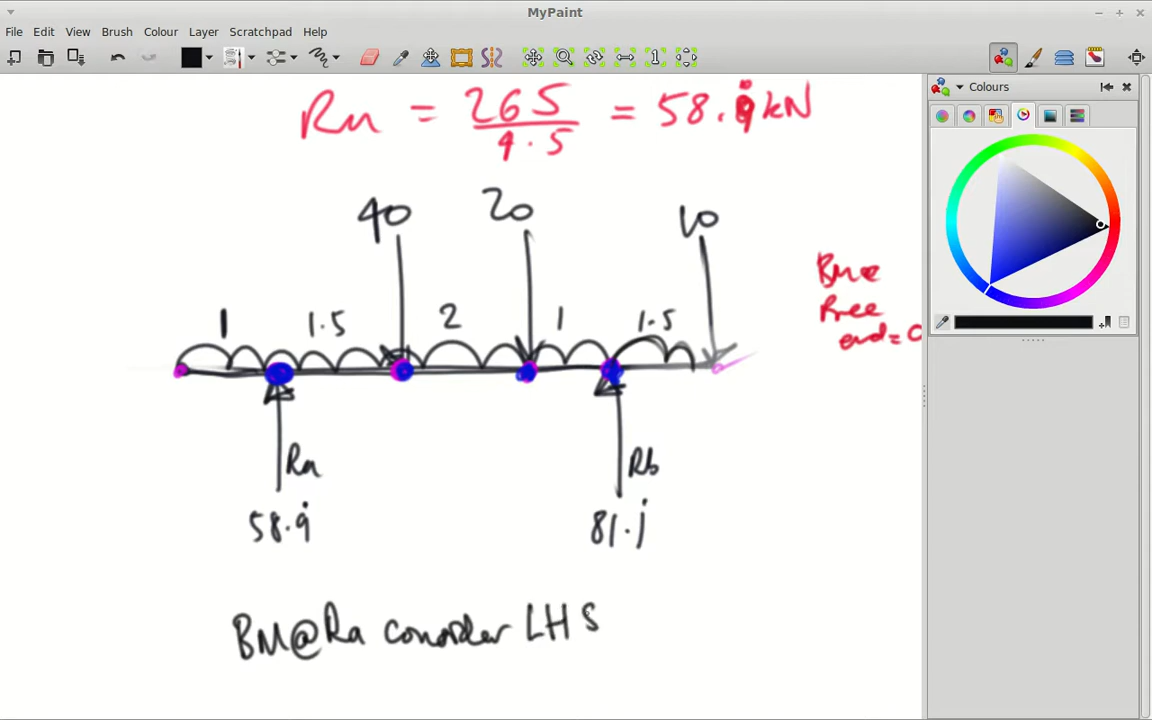 MyPaint
File Edit View Brush Colour Layer Scratchpad Help
Colours
Ra = 265 / 4.5 = 58.9̇ kN
40 20 10
1 1.5 2 1 1.5
BM@
Free
end = 0
Ra Rb
58.9̇ 81.1̇
BM@Ra consider LHS